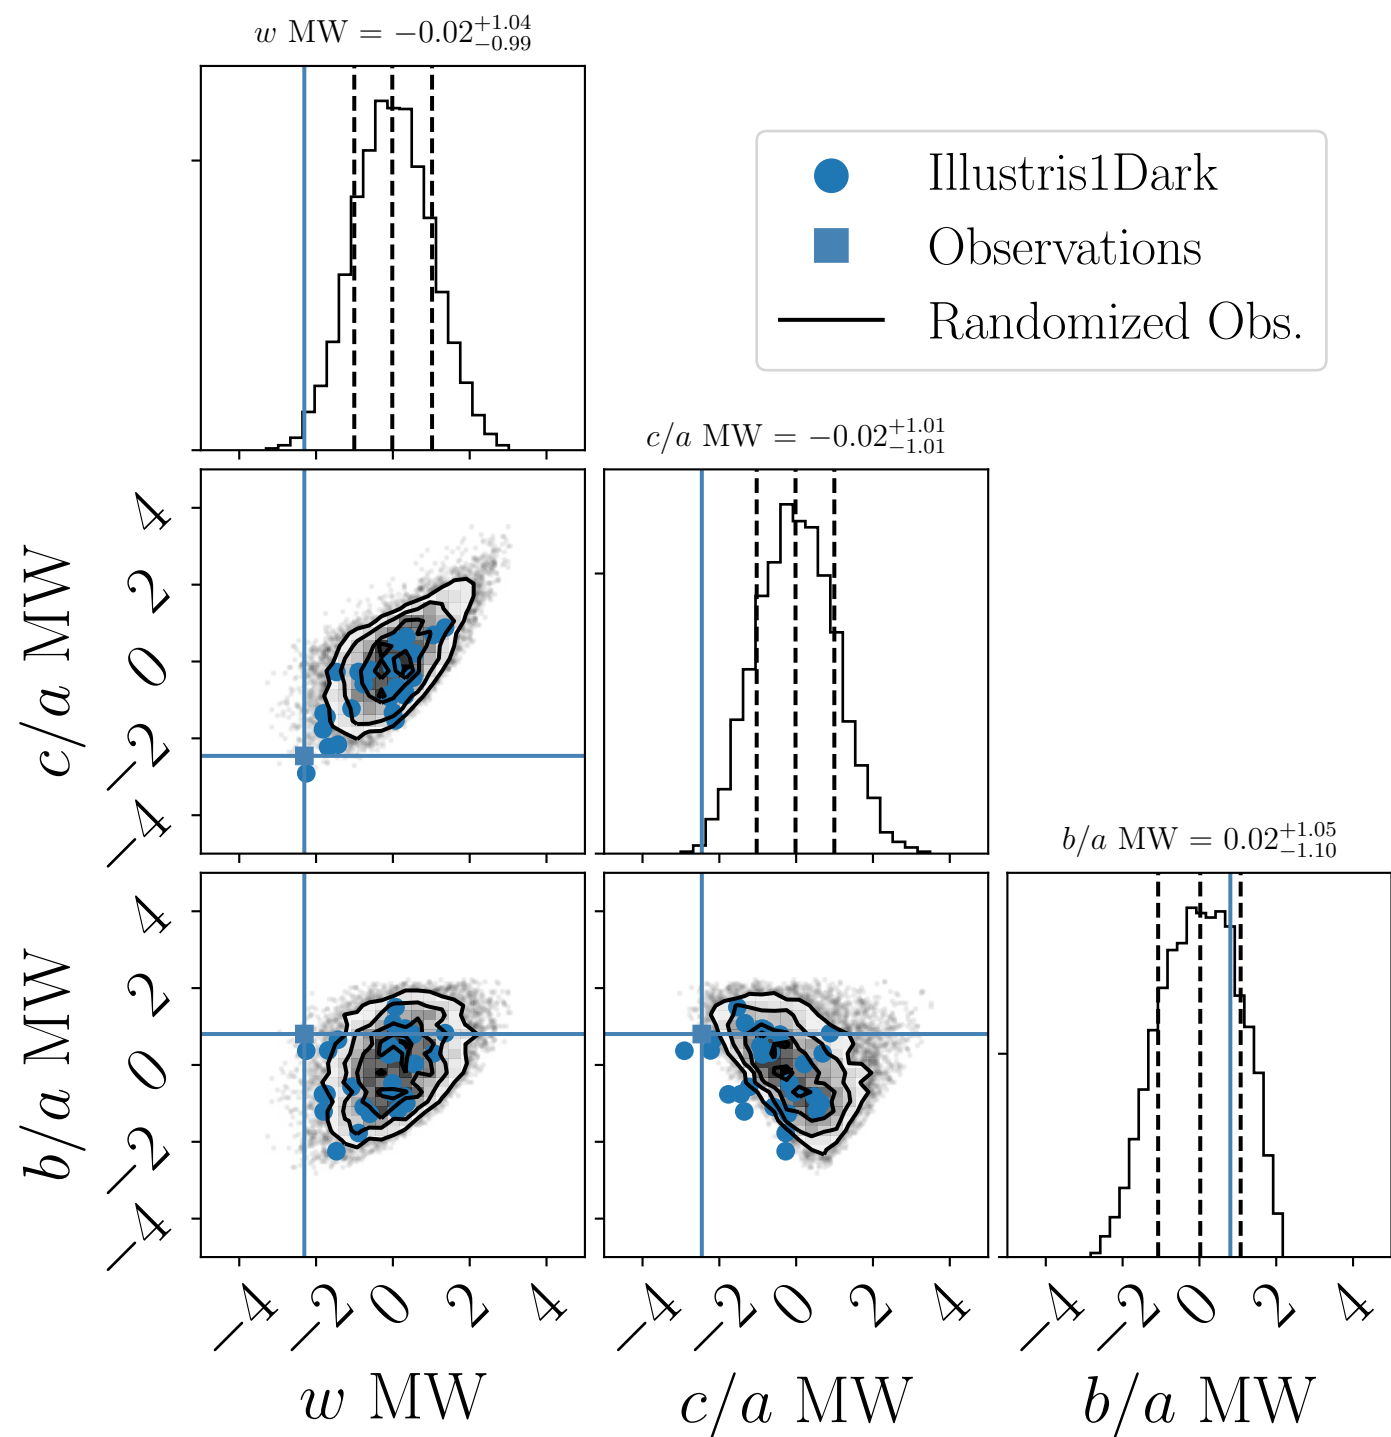 w MW = −0.02+1.04−0.99
Illustris1Dark
Observations
Randomized Obs.
c/a MW = −0.02+1.01−1.01
c/a MW
4
2
0
−2
−4
b/a MW = 0.02+1.05−1.10
b/a MW
4
2
0
−2
−4
−4 −2 0 2 4 −4 −2 0 2 4 −4 −2 0 2 4
w MW c/a MW b/a MW